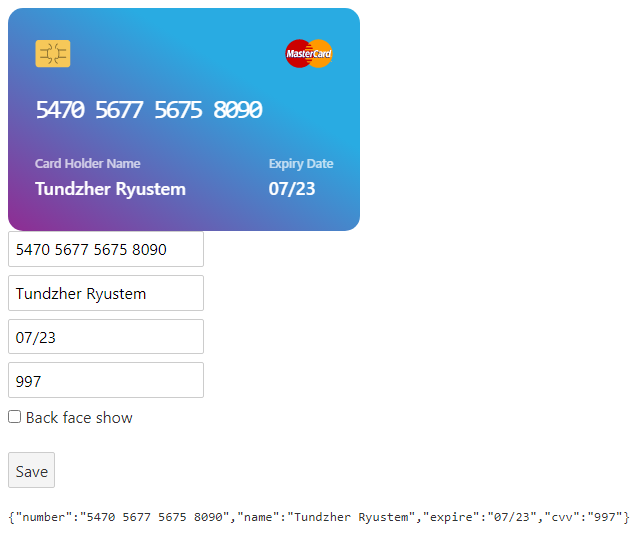 MasterCard
5470 5677 5675 8090
Card Holder Name Expiry Date
Tundzher Ryustem 07/23
5470 5677 5675 8090
Tundzher Ryustem
07/23
997
Back face show
Save
{"number":"5470 5677 5675 8090","name":"Tundzher Ryustem","expire":"07/23","cvv":"997"}